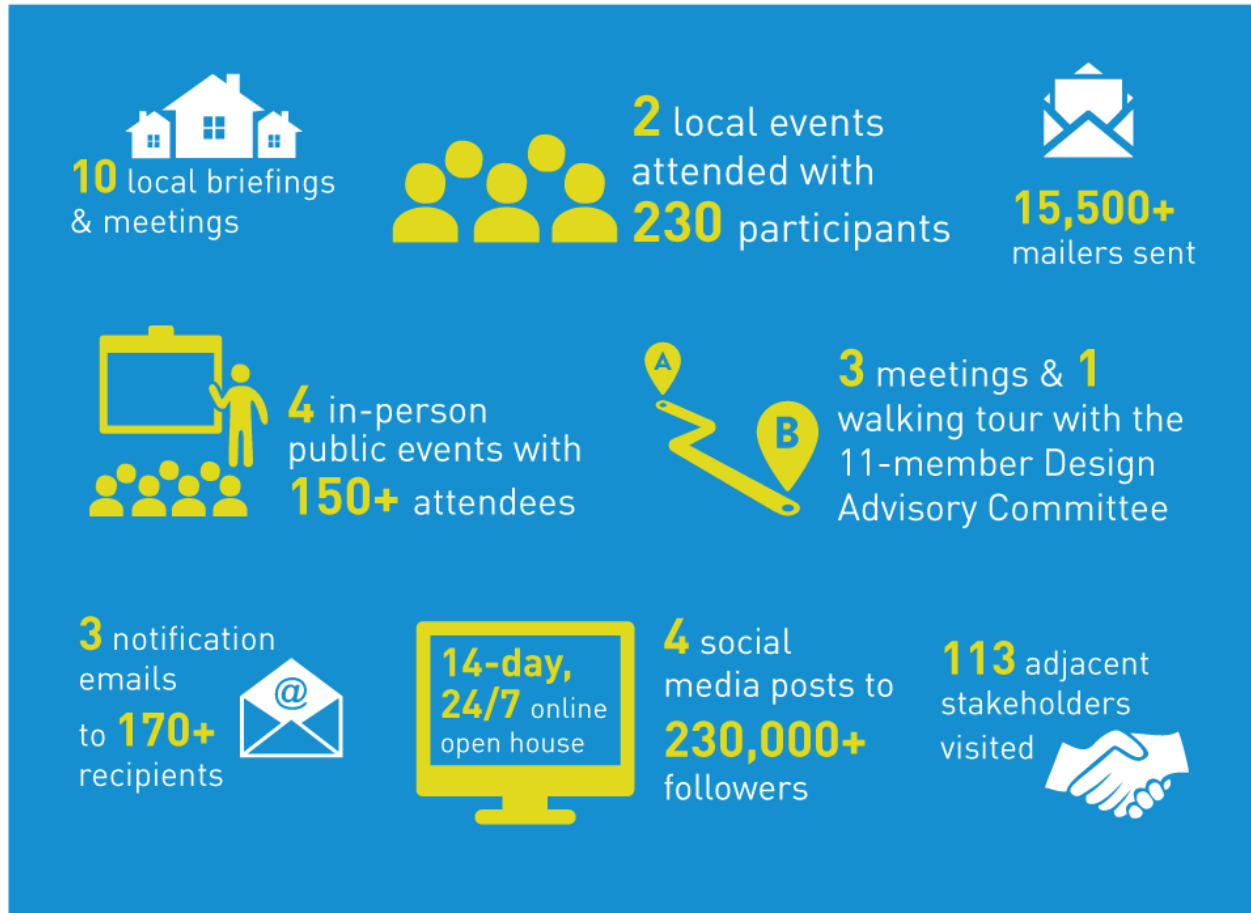 10 local briefings
& meetings
2 local events
attended with
230 participants
15,500+
mailers sent
4 in-person
public events with
150+ attendees
A
B
3 meetings & 1
walking tour with the
11-member Design
Advisory Committee
3 notification
emails
to 170+
recipients
@
14-day,
24/7 online
open house
4 social
media posts to
230,000+
followers
113 adjacent
stakeholders
visited